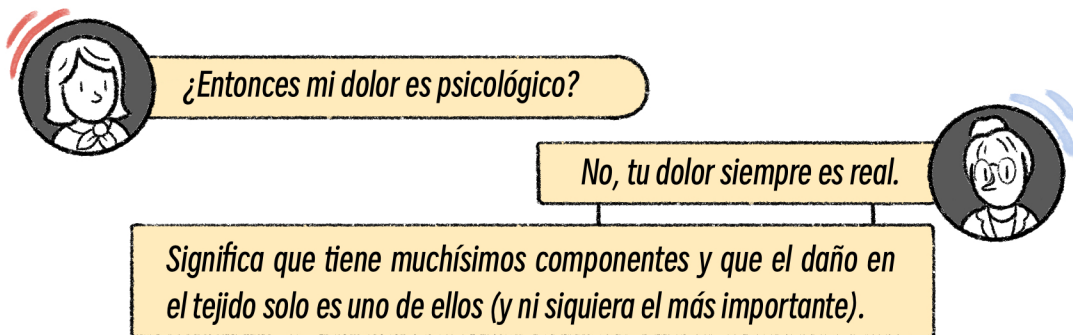 ¿Entonces mi dolor es psicológico?
No, tu dolor siempre es real.
Significa que tiene muchísimos componentes y que el daño en
el tejido solo es uno de ellos (y ni siquiera el más importante).